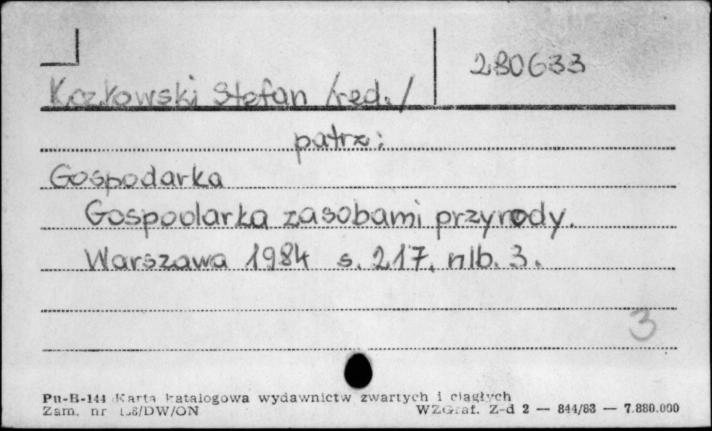 280633
Kozłowski Stefan /red./
patrz:
Gospodarka
Gospodarka zasobami przyrody.
Warszawa 1984 s. 217, nlb. 3.
3
Pu-B-144 Karta katalogowa wydawnictw zwartych i ciągłych
Zam. nr /DW/ON WZGraf. Z-d 2 — 844/83 — 7.880.000